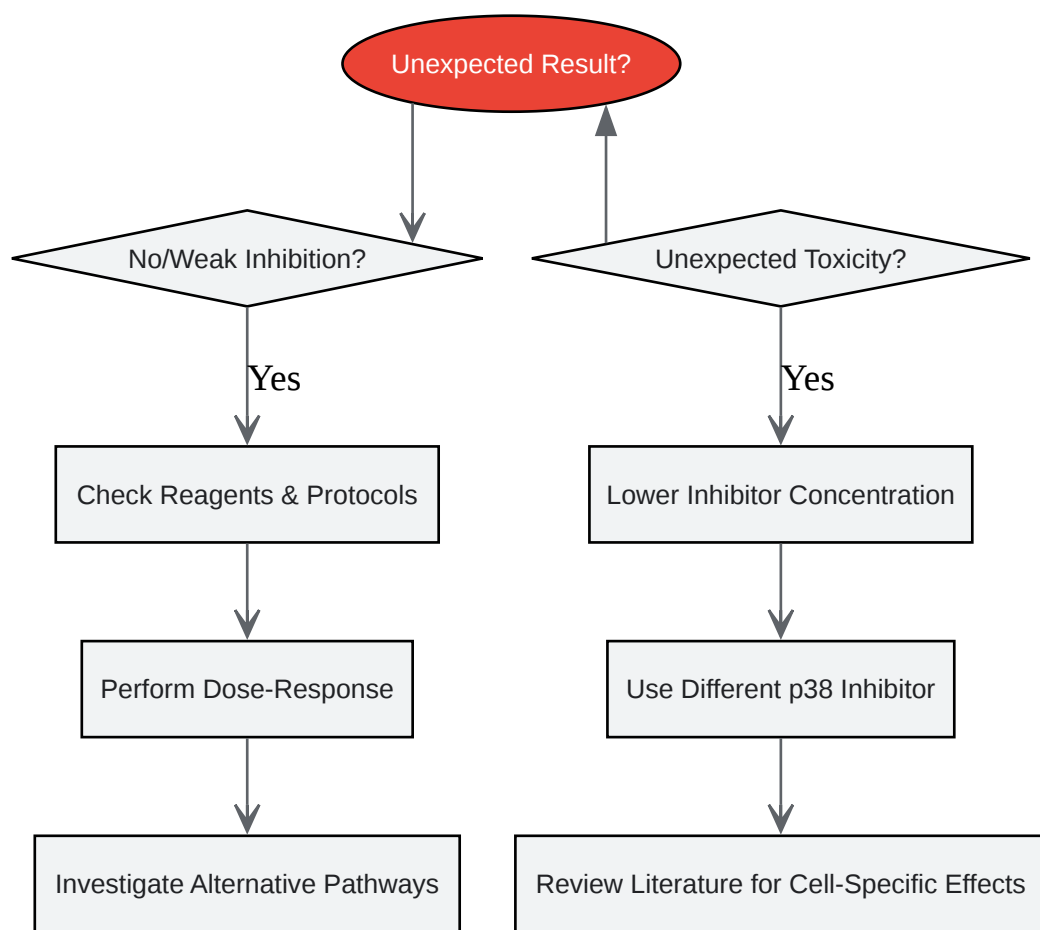 Unexpected Result?
No/Weak Inhibition?
Unexpected Toxicity?
Yes
Yes
Check Reagents & Protocols
Lower Inhibitor Concentration
Perform Dose-Response
Use Different p38 Inhibitor
Investigate Alternative Pathways
Review Literature for Cell-Specific Effects